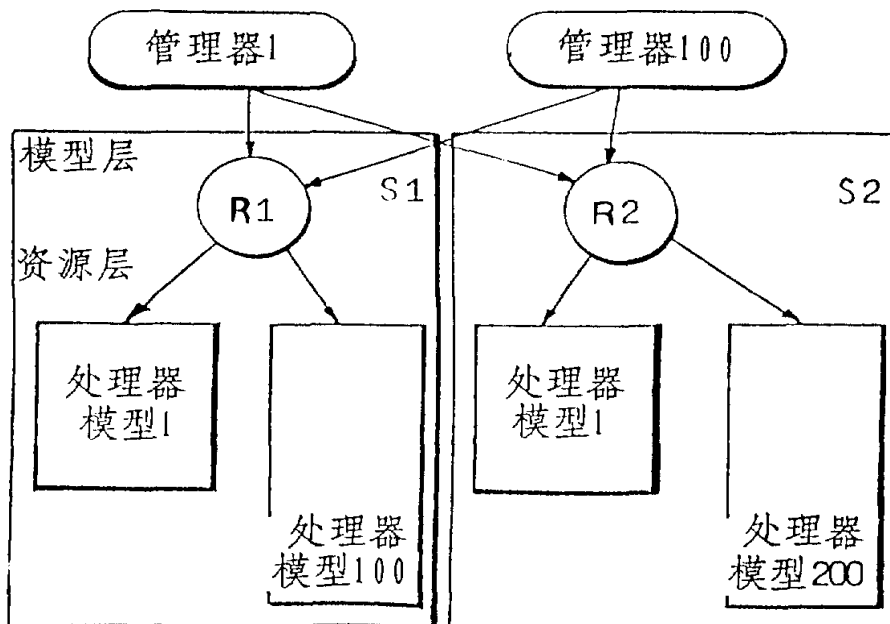 管理器1
管理器100
模型层
S1
S2
R1
R2
资源层
处理器
模型1
处理器
模型1
处理器
模型100
处理器
模型200